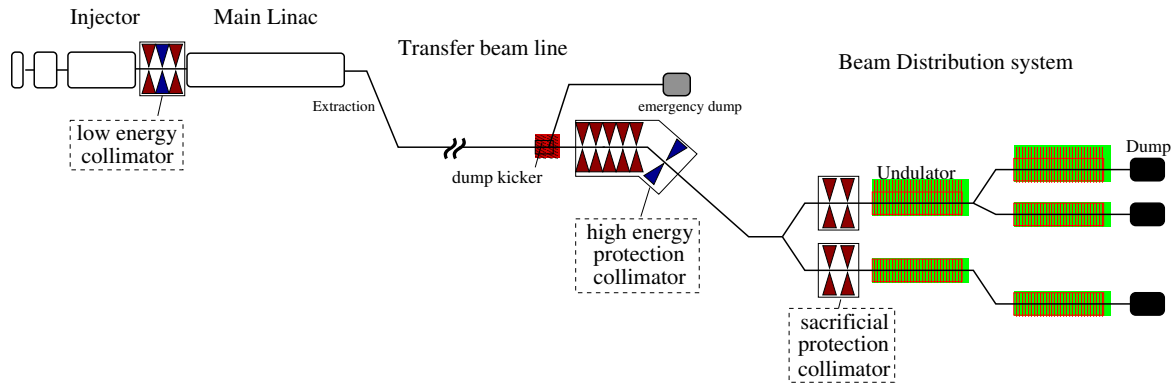 Injector
Main Linac
Transfer beam line
Beam Distribution system
Extraction
emergency dump
low energy
collimator
dump kicker
Dump
Undulator
high energy
protection
collimator
sacrificial
protection
collimator